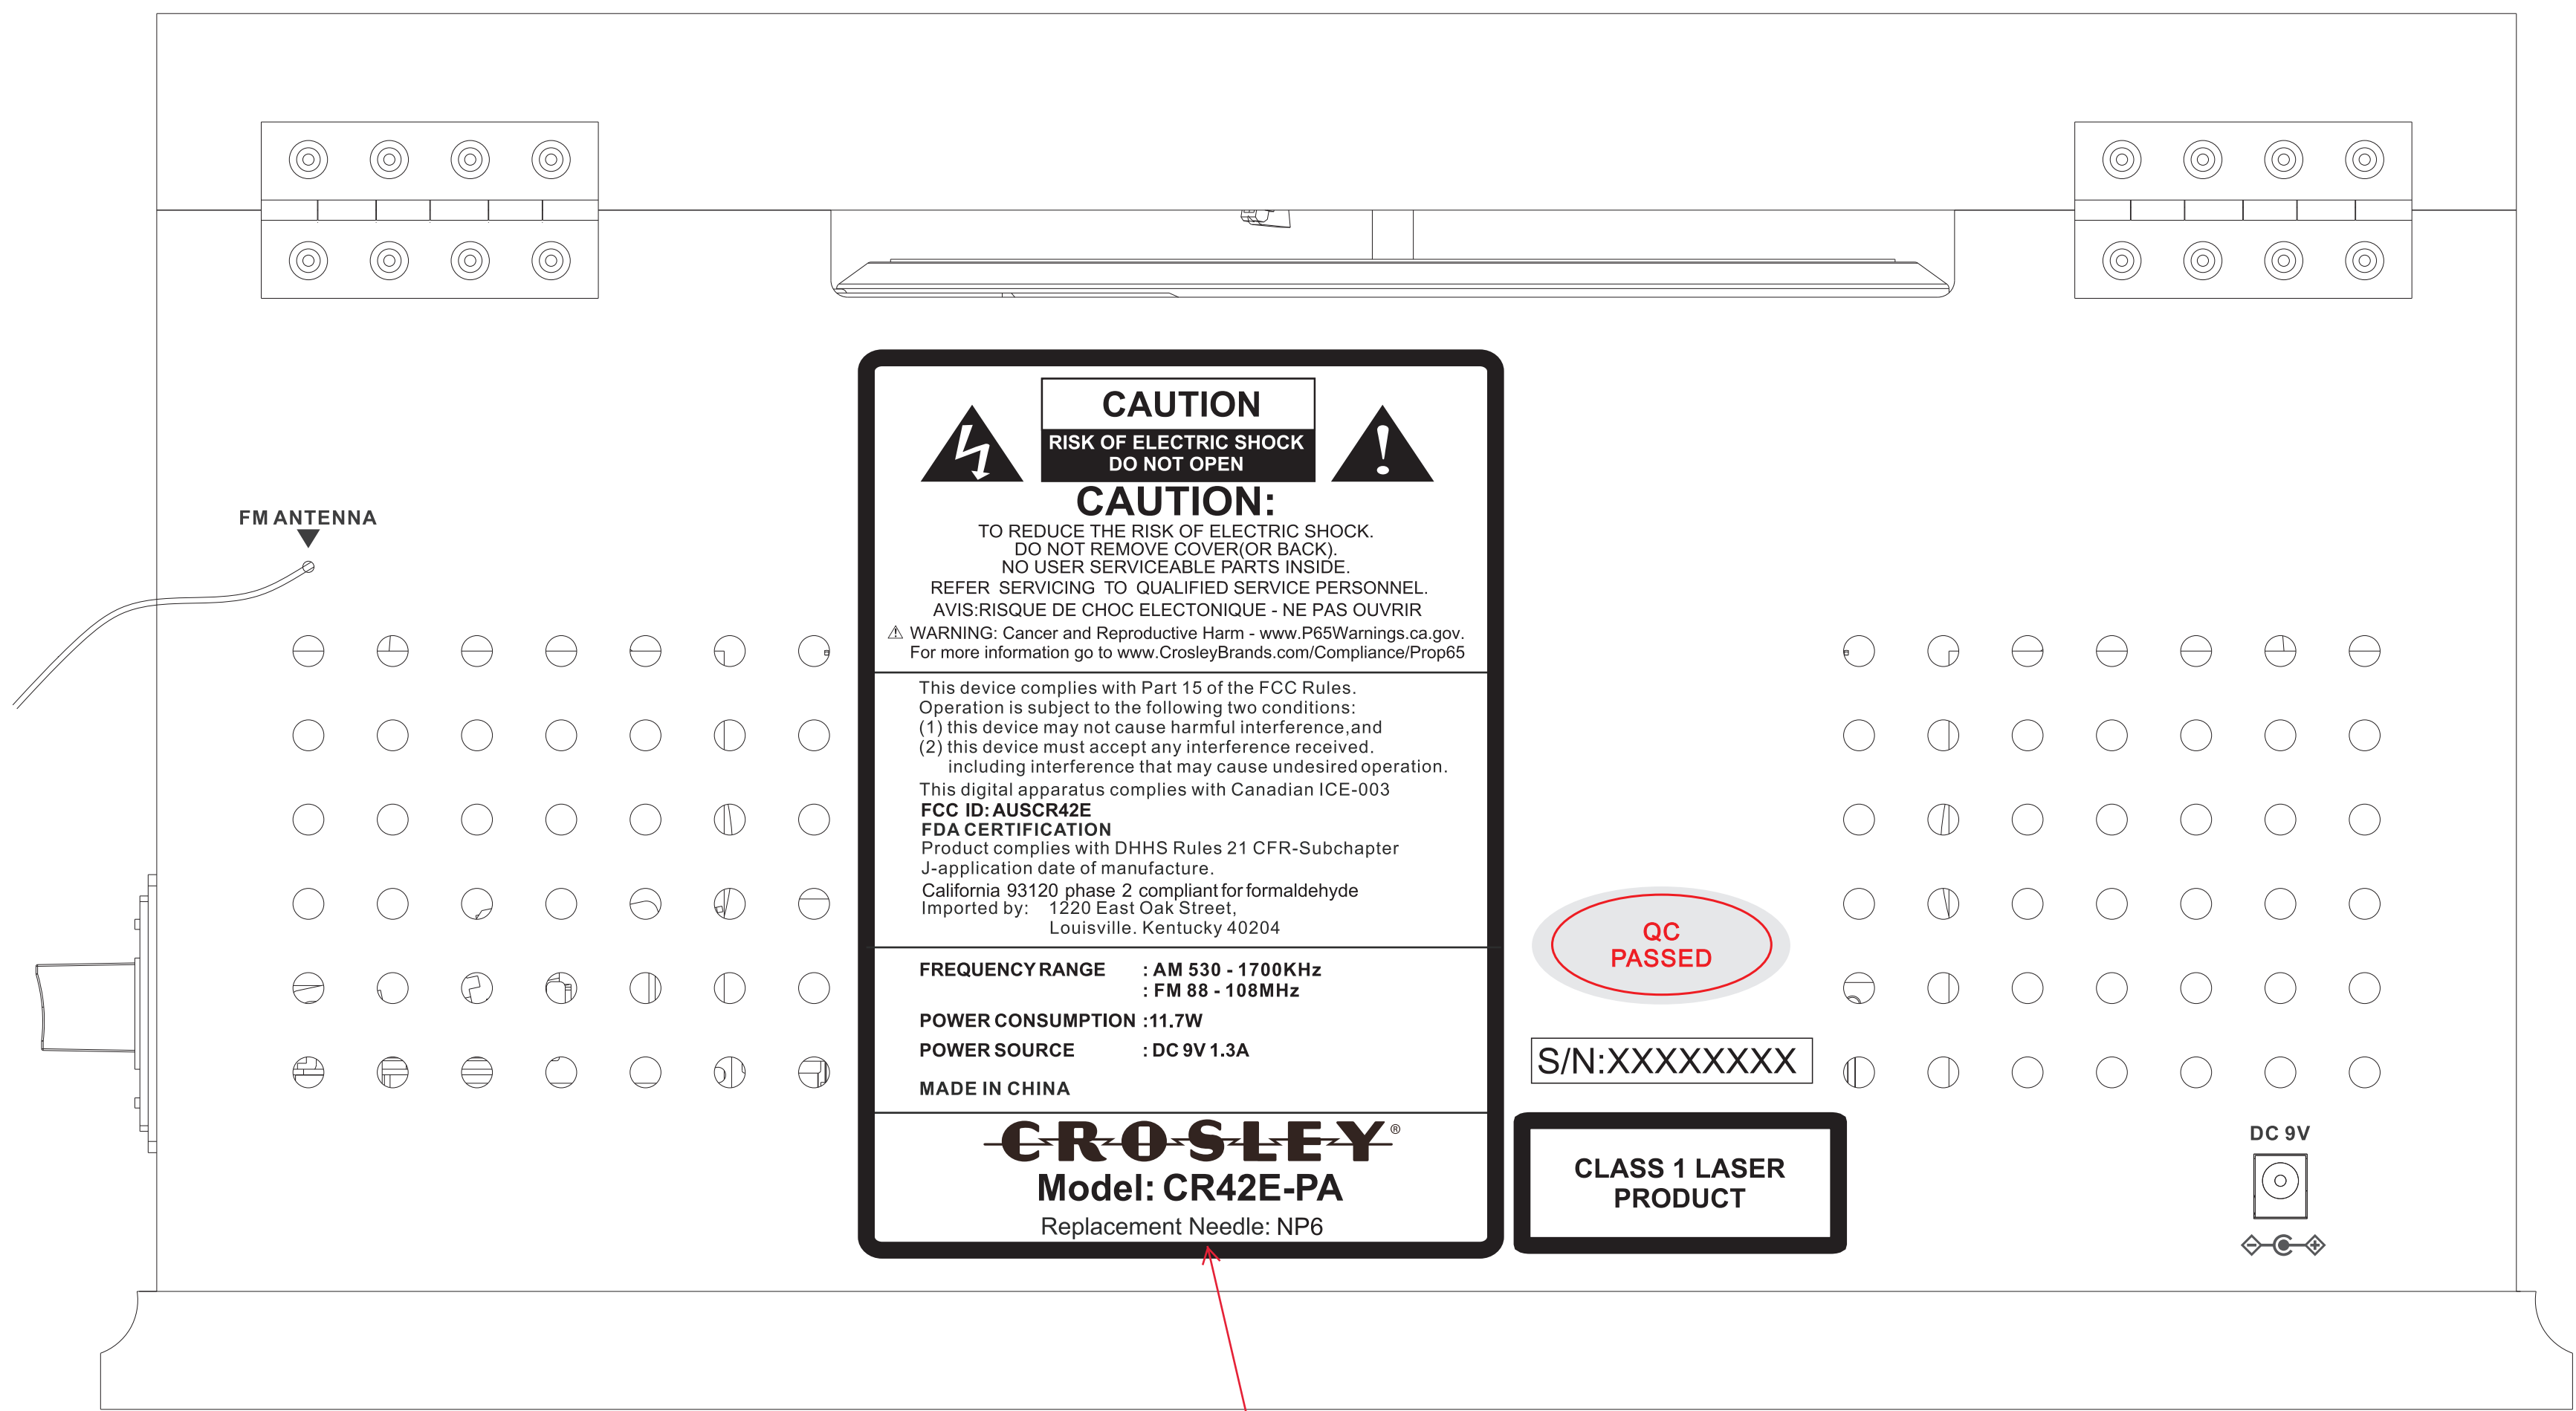 CAUTION
RISK OF ELECTRIC SHOCK
DO NOT OPEN
CAUTION:
TO REDUCE THE RISK OF ELECTRIC SHOCK.
DO NOT REMOVE COVER(OR BACK).
NO USER SERVICEABLE PARTS INSIDE.
REFER SERVICING TO QUALIFIED SERVICE PERSONNEL.
AVIS:RISQUE DE CHOC ELECTONIQUE - NE PAS OUVRIR
⚠ WARNING: Cancer and Reproductive Harm - www.P65Warnings.ca.gov.
For more information go to www.CrosleyBrands.com/Compliance/Prop65
This device complies with Part 15 of the FCC Rules.
Operation is subject to the following two conditions:
(1) this device may not cause harmful interference,and
(2) this device must accept any interference received.
including interference that may cause undesired operation.
This digital apparatus complies with Canadian ICE-003
FCC ID:AUSCR42E
FDA CERTIFICATION
Product complies with DHHS Rules 21 CFR-Subchapter
J-application date of manufacture.
California 93120 phase 2 compliant for formaldehyde
Imported by: 1220 East Oak Street,
Louisville. Kentucky 40204
FREQUENCY RANGE : AM 530 - 1700KHz
: FM 88 - 108MHz
POWER CONSUMPTION :11.7W
POWER SOURCE : DC 9V 1.3A
MADE IN CHINA
CROSLEY®
Model: CR42E-PA
Replacement Needle: NP6
FM ANTENNA
QC
PASSED
S/N:XXXXXXXX
CLASS 1 LASER
PRODUCT
DC 9V